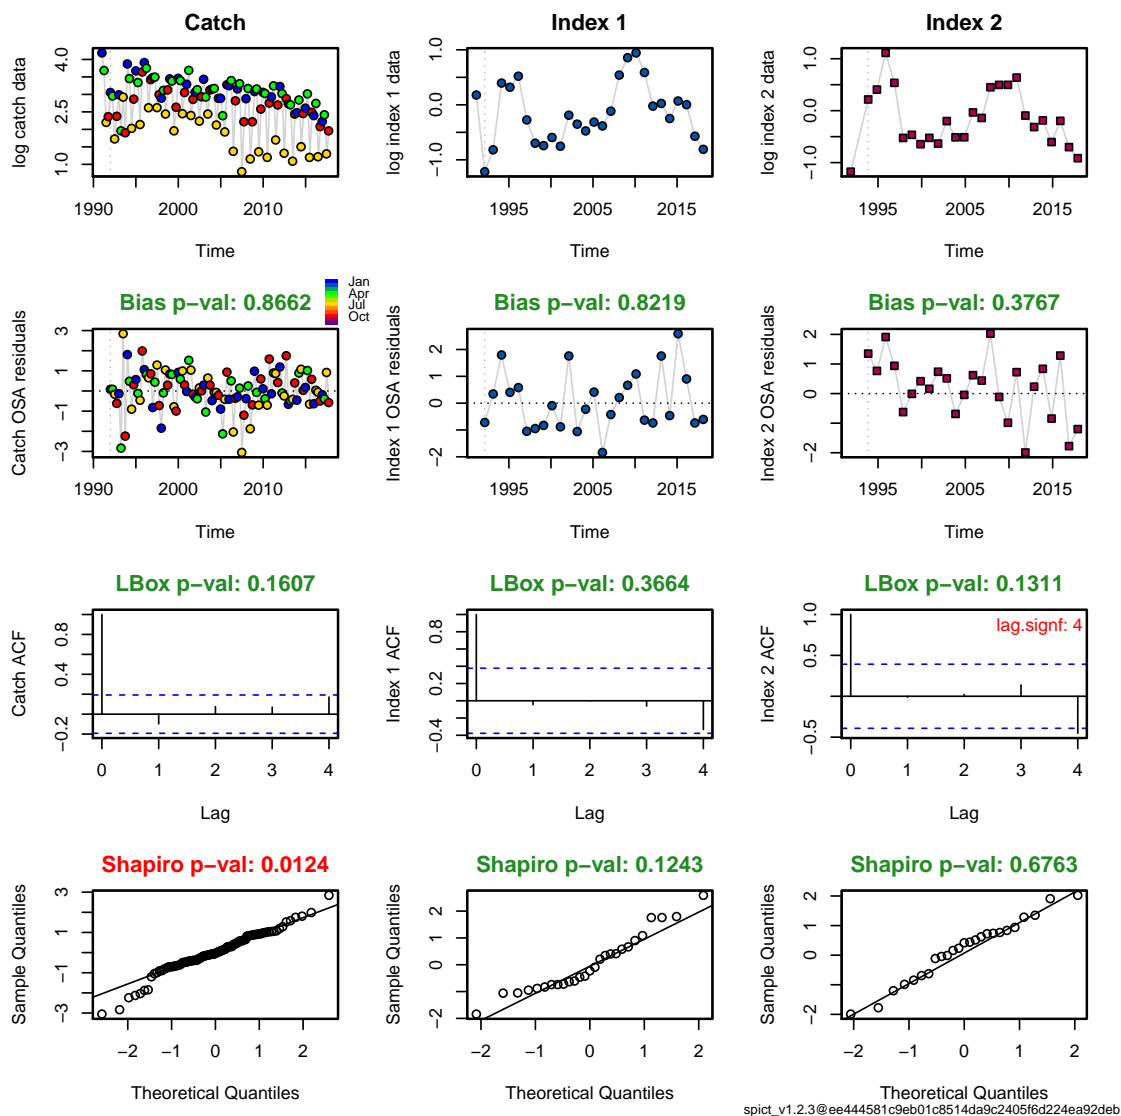 Catch
Index 1
Index 2
log catch data
1.0
2.5
4.0
1990
2000
2010
Time
log index 1 data
−1.0
0.0
1.0
1995
2005
2015
Time
log index 2 data
−1.0
0.0
1.0
1995
2005
2015
Time
Jan
Apr
Jul
Oct
Bias p−val: 0.8662
Bias p−val: 0.8219
Bias p−val: 0.3767
Catch OSA residuals
−3
−1
1
3
1990
2000
2010
Time
Index 1 OSA residuals
−2
0
1
2
1995
2005
2015
Time
Index 2 OSA residuals
−2
0
1
2
1995
2005
2015
Time
LBox p−val: 0.1607
LBox p−val: 0.3664
LBox p−val: 0.1311
Catch ACF
−0.2
0.4
0.8
0
1
2
3
4
Lag
Index 1 ACF
−0.4
0.2
0.8
0
1
2
3
4
Lag
Index 2 ACF
−0.5
0.5
1.0
lag.signf: 4
0
1
2
3
4
Lag
Shapiro p−val: 0.0124
Shapiro p−val: 0.1243
Shapiro p−val: 0.6763
Sample Quantiles
−3
−1
1
3
−2
−1
0
1
2
Theoretical Quantiles
Sample Quantiles
−2
0
1
2
−2
−1
0
1
2
Theoretical Quantiles
Sample Quantiles
−2
0
1
2
−2
−1
0
1
2
Theoretical Quantiles
spict_v1.2.3@ee444581c9eb01c8514da9c2405f6d224ea92deb